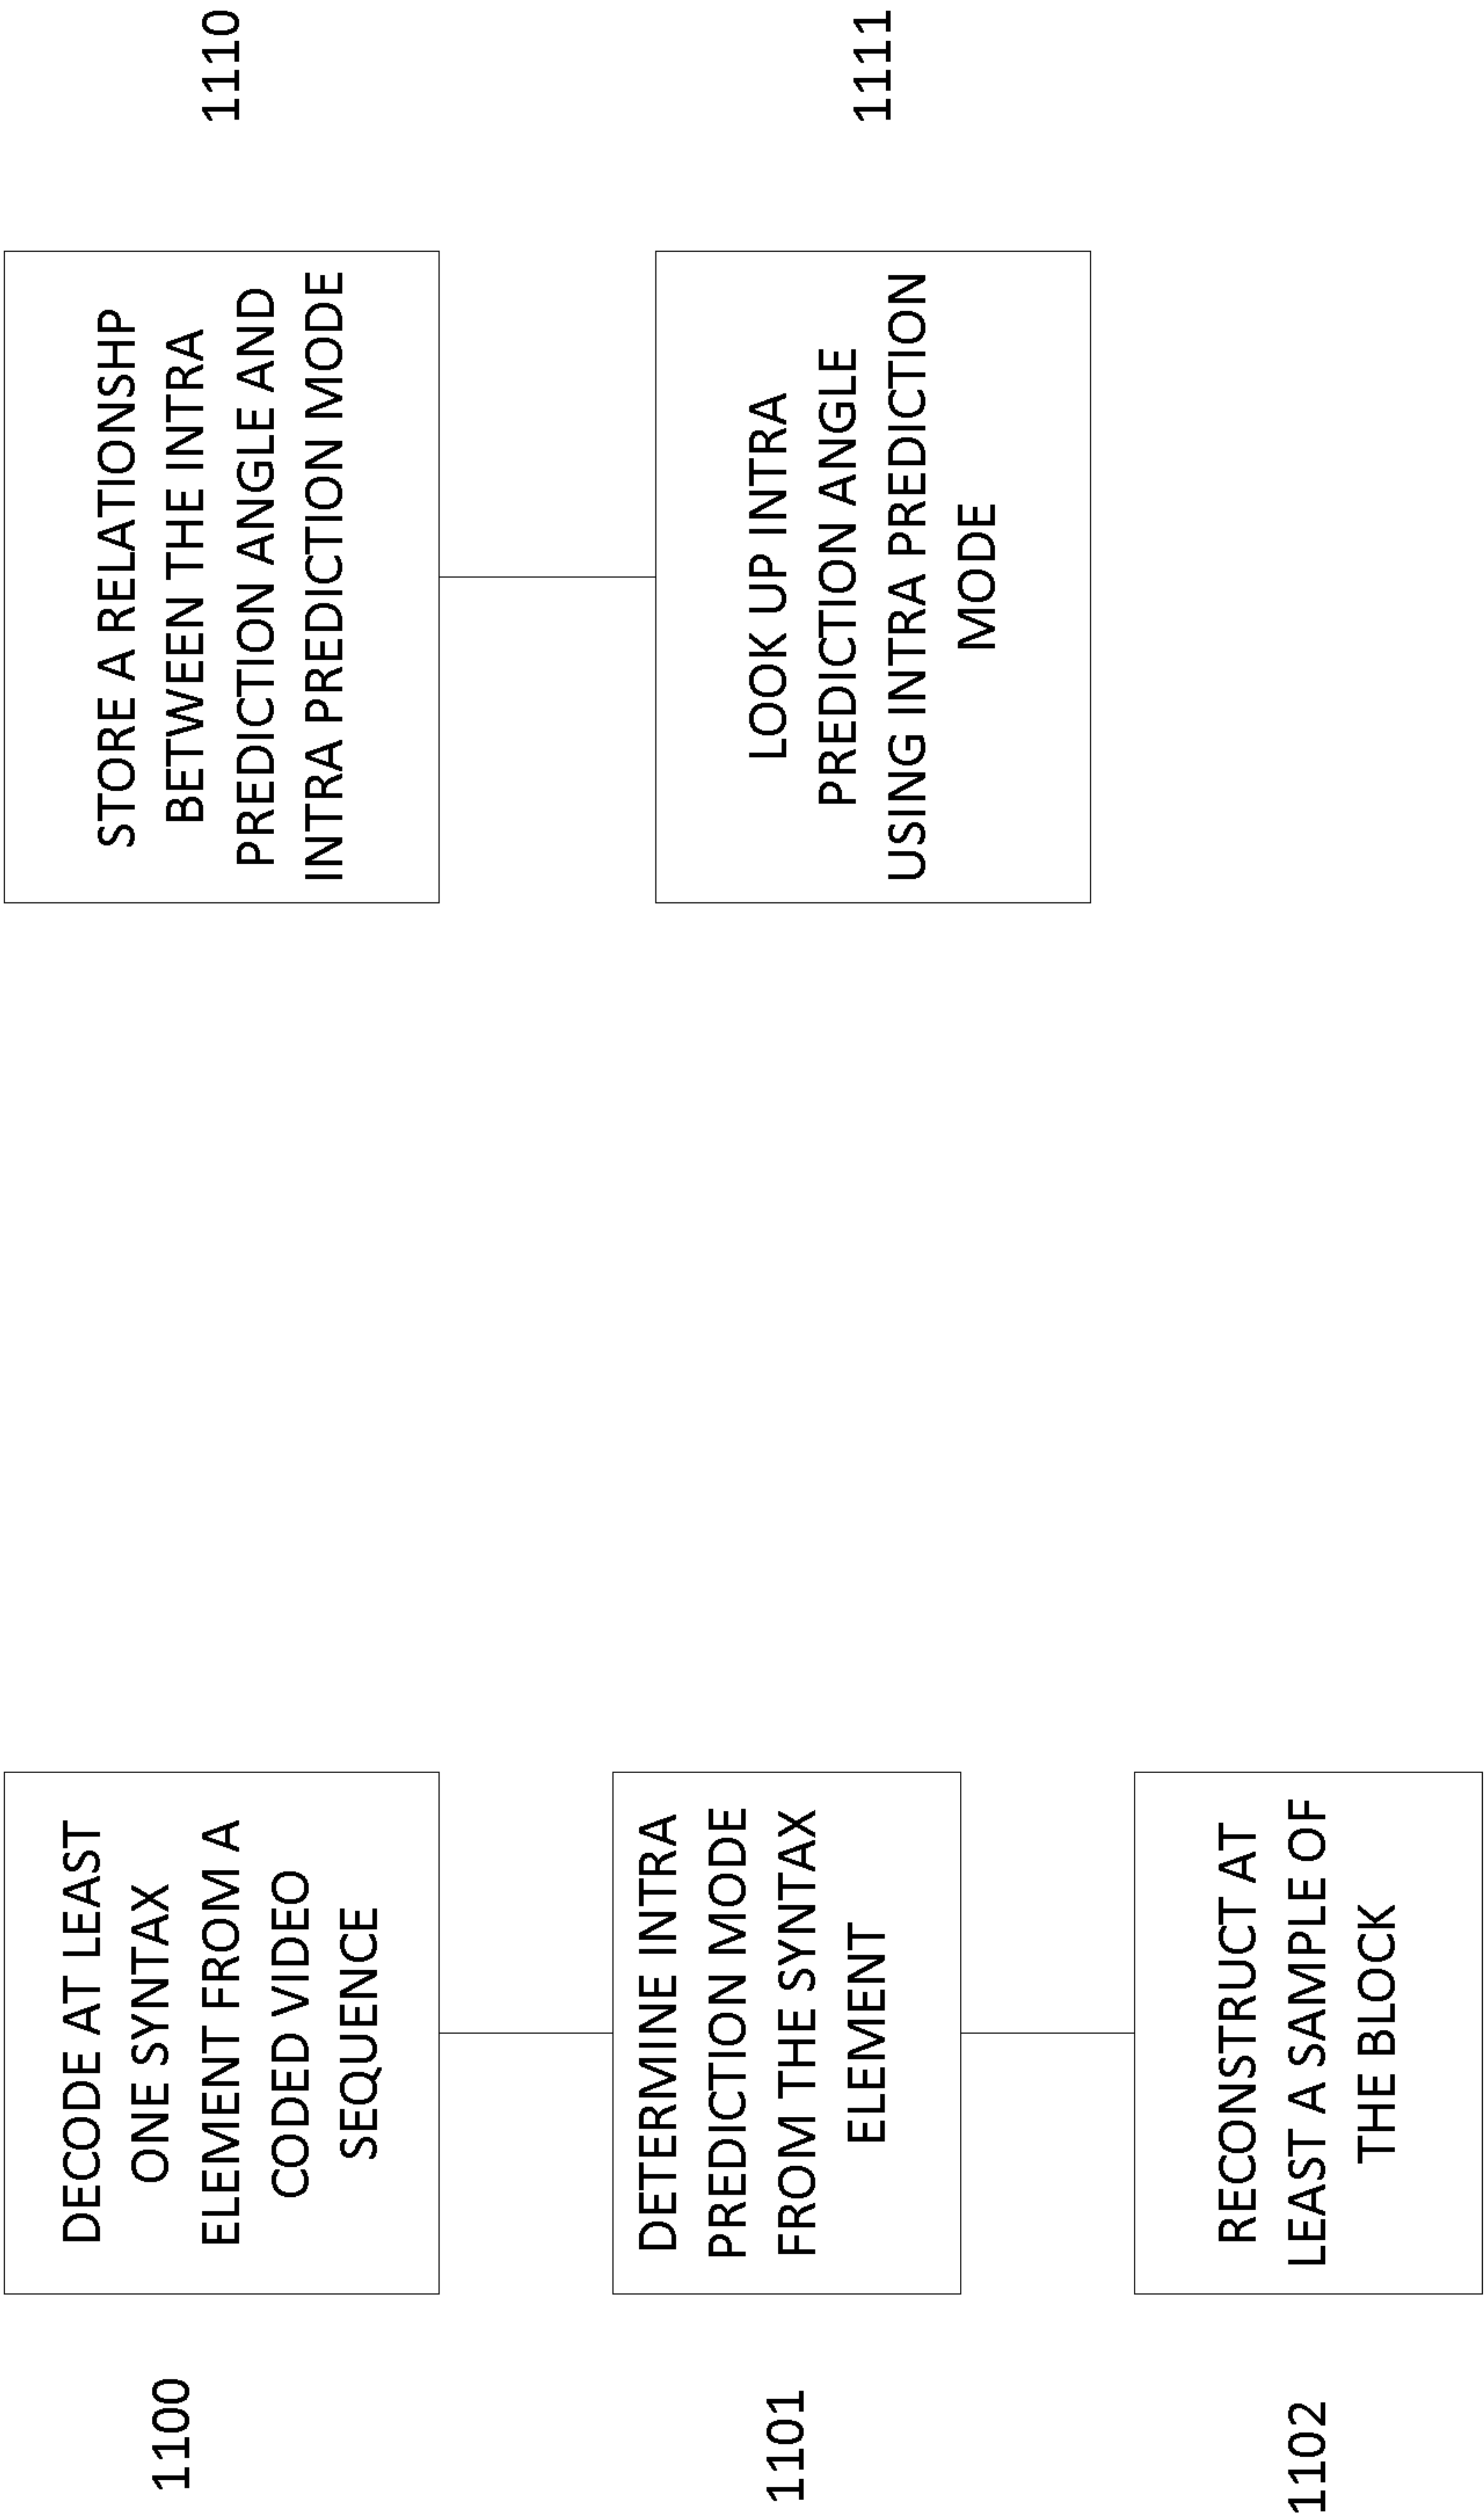 1100
DECODE AT LEAST
ONE SYNTAX
ELEMENT FROM A
CODED VIDEO
SEQUENCE
1101
DETERMINE INTRA
PREDICTION MODE
FROM THE SYNTAX
ELEMENT
1102
RECONSTRUCT AT
LEAST A SAMPLE OF
THE BLOCK
STORE A RELATIONSHP
BETWEEN THE INTRA
PREDICTION ANGLE AND
INTRA PREDICTION MODE
1110
LOOK UP INTRA
PREDICTION ANGLE
USING INTRA PREDICTION
MODE
1111